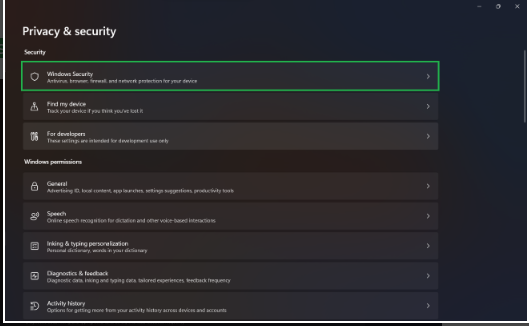 Privacy & security
Security
Windows Security
Antivirus, browser, firewall, and network protection for your device
Find my device
Track your device if you think you've lost it
For developers
These settings are intended for development use only
Windows permissions
General
Advertising ID, local content, app launches, settings suggestions, productivity tools
Speech
Online speech recognition for dictation and other voice-based interactions
Inking & typing personalization
Personal dictionary, words in your dictionary
Diagnostics & feedback
Diagnostic data, inking and typing data, tailored experiences, feedback frequency
Activity history
Options for getting more from your activity history across devices and accounts.